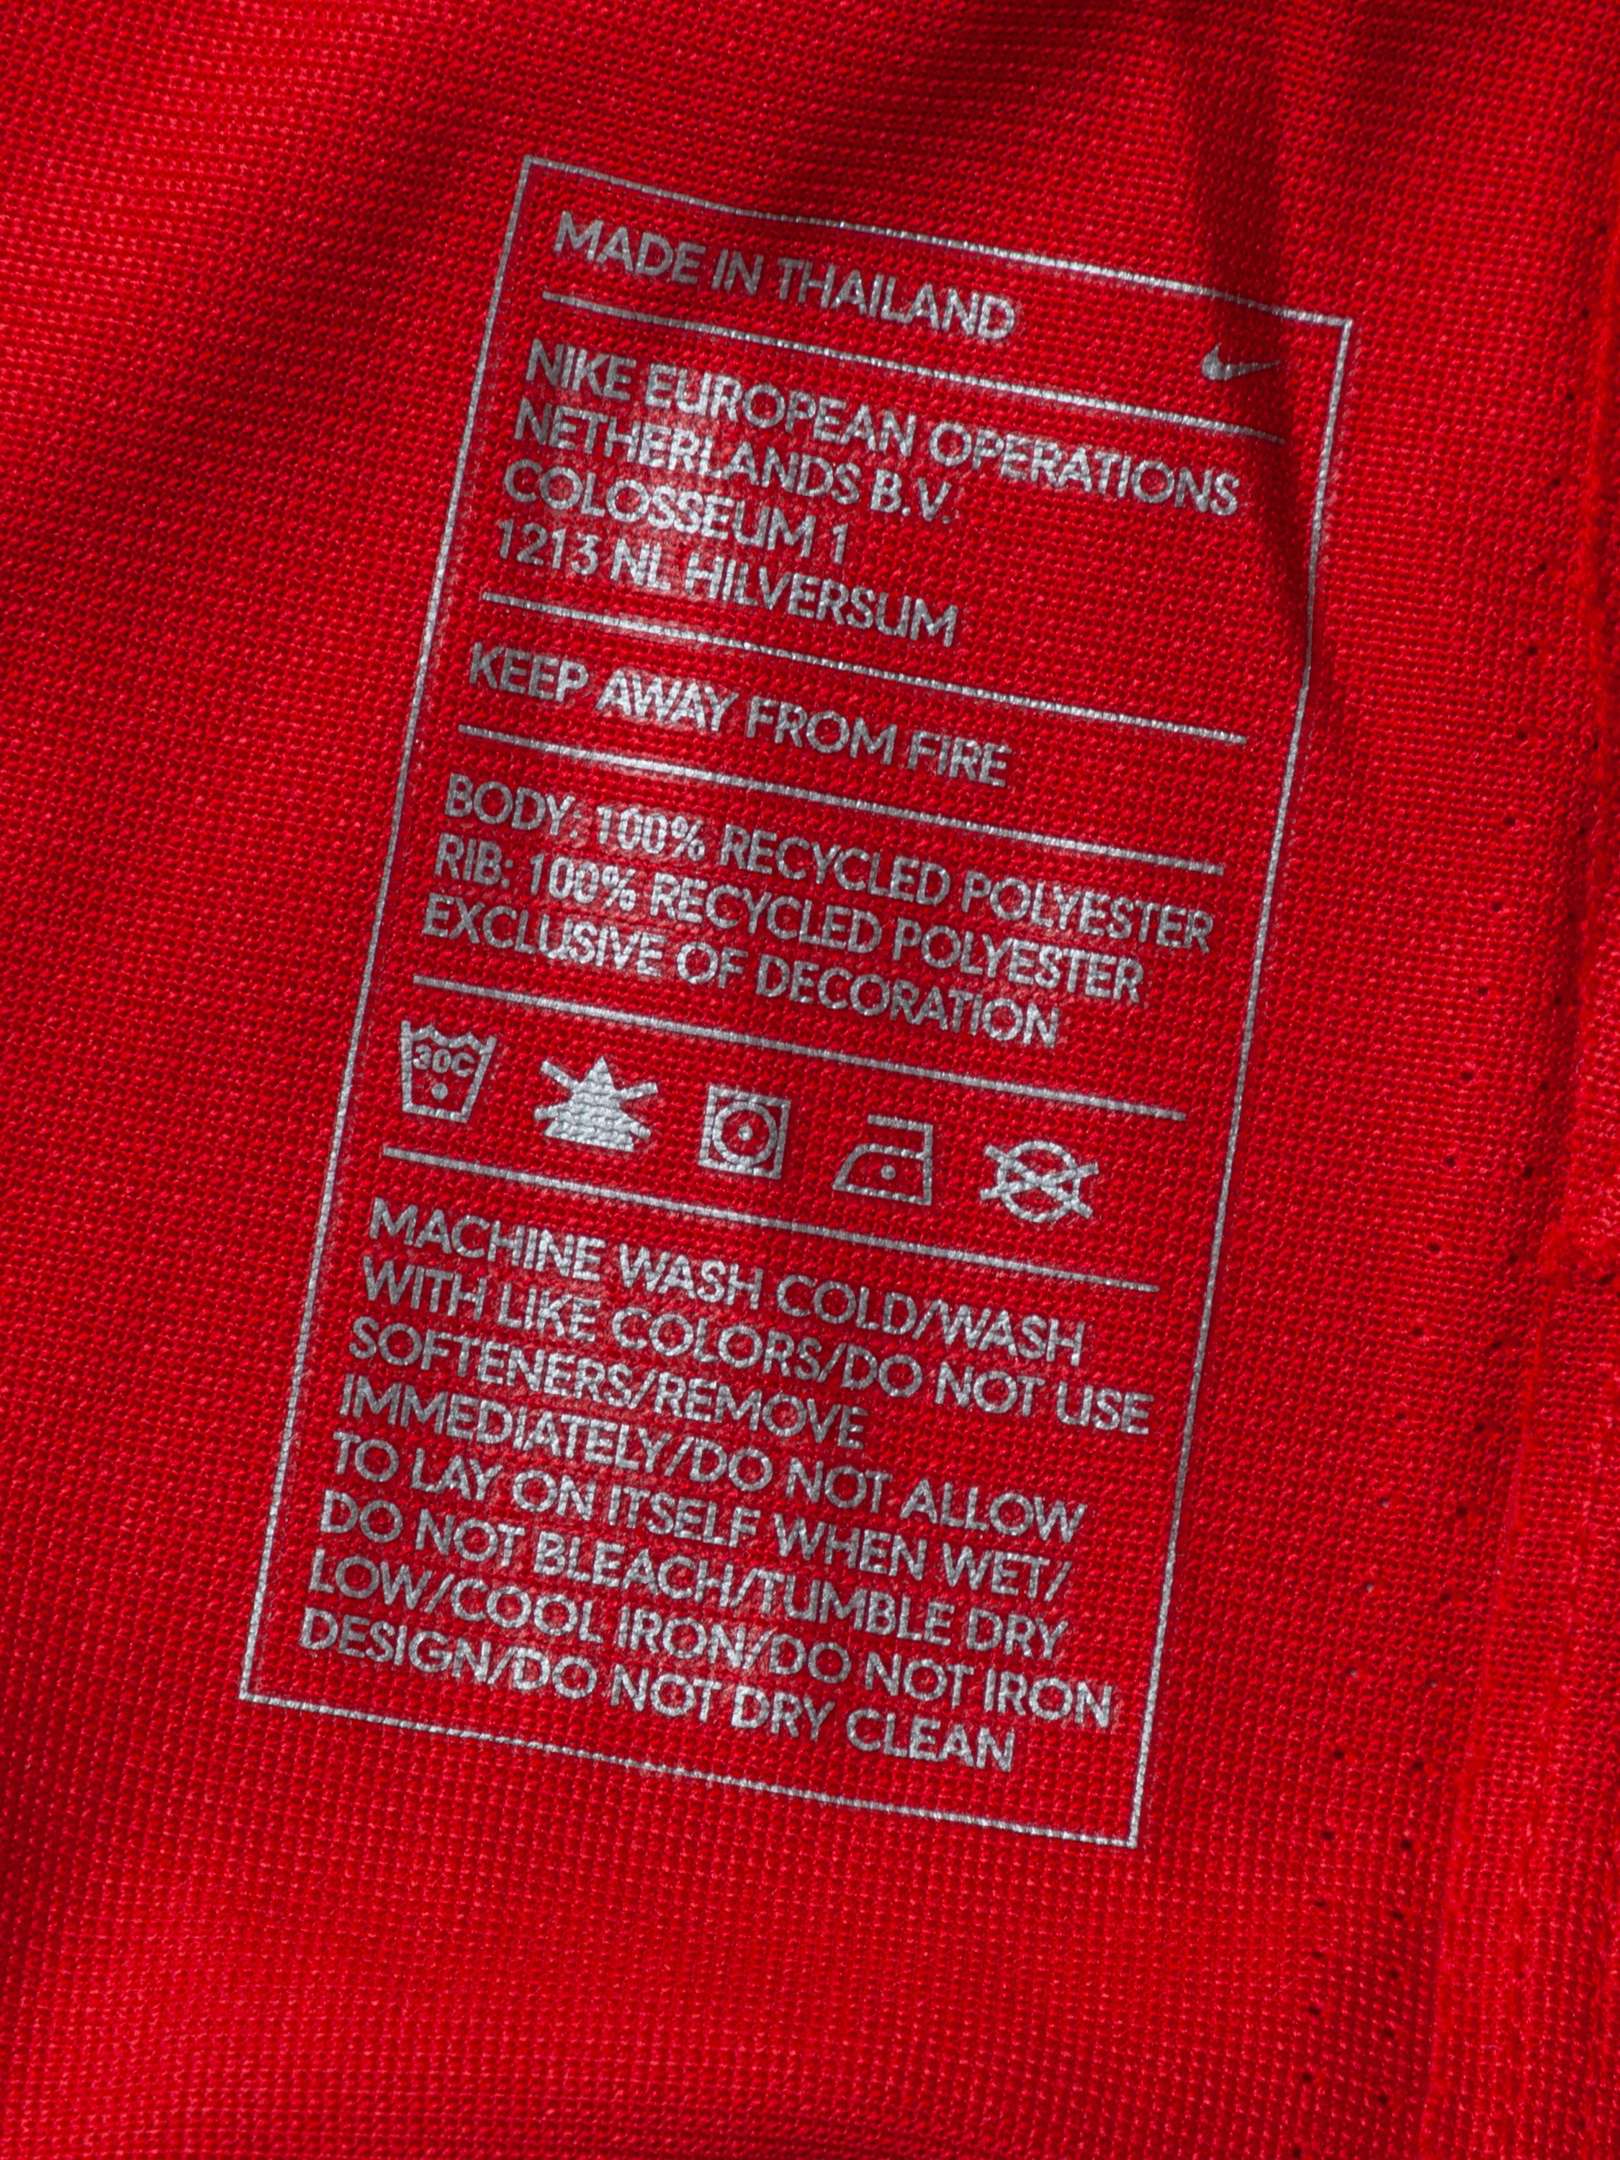 MADE IN THAILAND
NIKE EUROPEAN OPERATIONS
NETHERLANDS B.V.
COLOSSEUM 1
1213 NL HILVERSUM
KEEP AWAY FROM FIRE
BODY: 100% RECYCLED POLYESTER
RIB: 100% RECYCLED POLYESTER
EXCLUSIVE OF DECORATION
30C
MACHINE WASH COLD/WASH
WITH LIKE COLORS/DO NOT USE
SOFTENERS/REMOVE
IMMEDIATELY/DO NOT ALLOW
TO LAY ON ITSELF WHEN WET/
DO NOT BLEACH/TUMBLE DRY
LOW/COOL IRON/DO NOT IRON
DESIGN/DO NOT DRY CLEAN